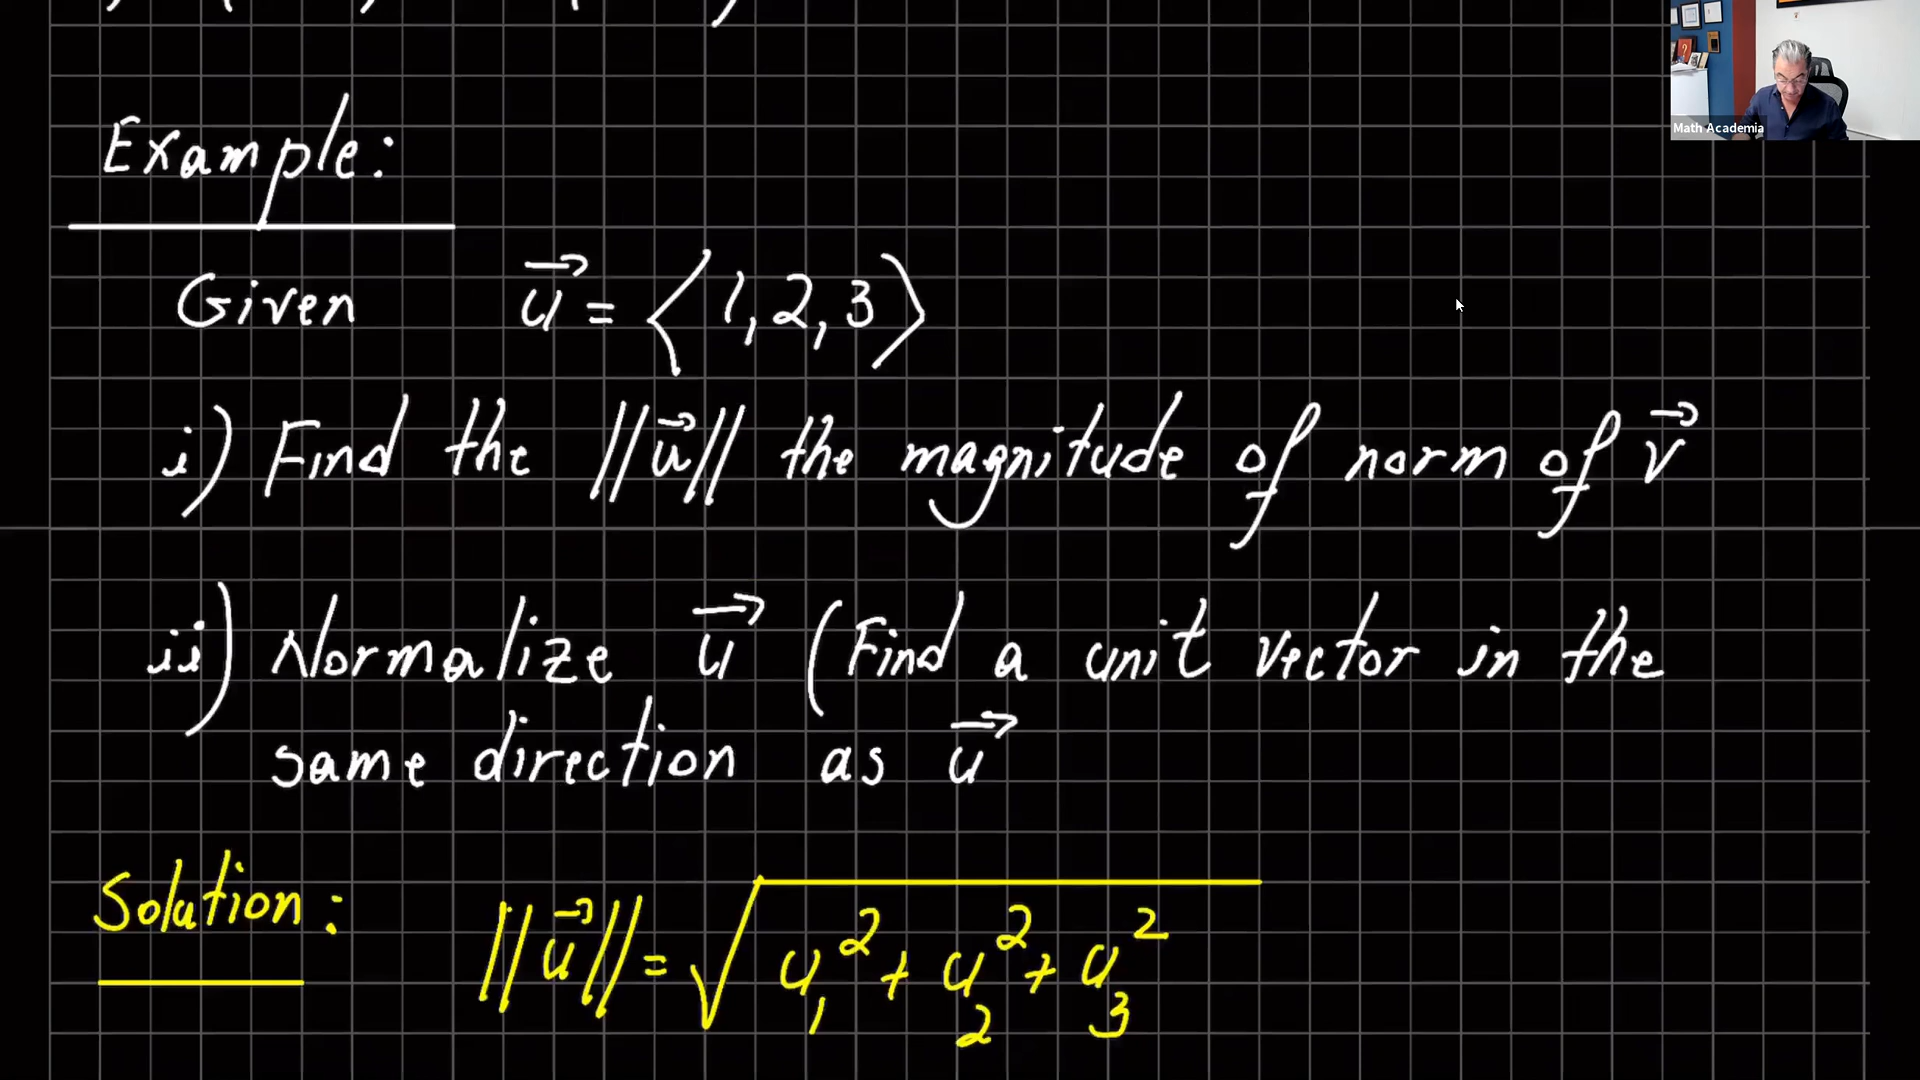 Math Academia
Example:
Given u⃗ = ⟨1, 2, 3⟩
i) Find the ||u⃗|| the magnitude of norm of v⃗
ii) Normalize u⃗ (Find a unit vector in the
same direction as u⃗
Solution: ||u⃗|| = √(u₁² + u₂² + u₃²)